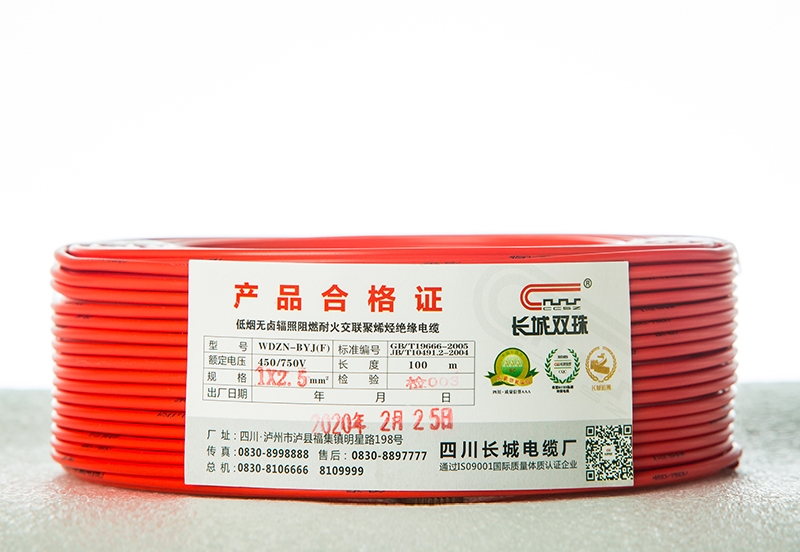 CCSZ
®
长城双珠
产品合格证
低烟无卤辐照阻燃耐火交联聚烯烃绝缘电缆
型 号 WDZN-BYJ(F) 标准编号 GB/T19666-2005 JB/T10491.2-2004
额定电压 450/750V 长 度 100 m
规 格 1X2.5 mm² 检 验 检003
出厂日期 年 月 日
2020年 2月 25日
厂 址：四川·泸州市泸县福集镇明星路198号
传 真：0830-8998888 售后：0830-8897777
总 机：0830-8106666 8109999
四川长城电缆厂
通过ISO9001国际质量体质认证企业